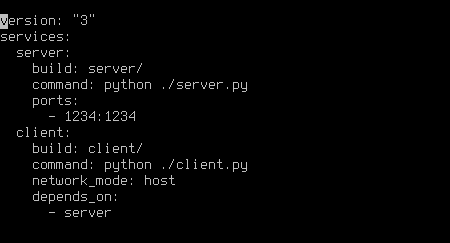 version: "3"
services:
  server:
    build: server/
    command: python ./server.py
    ports:
      - 1234:1234
  client:
    build: client/
    command: python ./client.py
    network_mode: host
    depends_on:
      - server